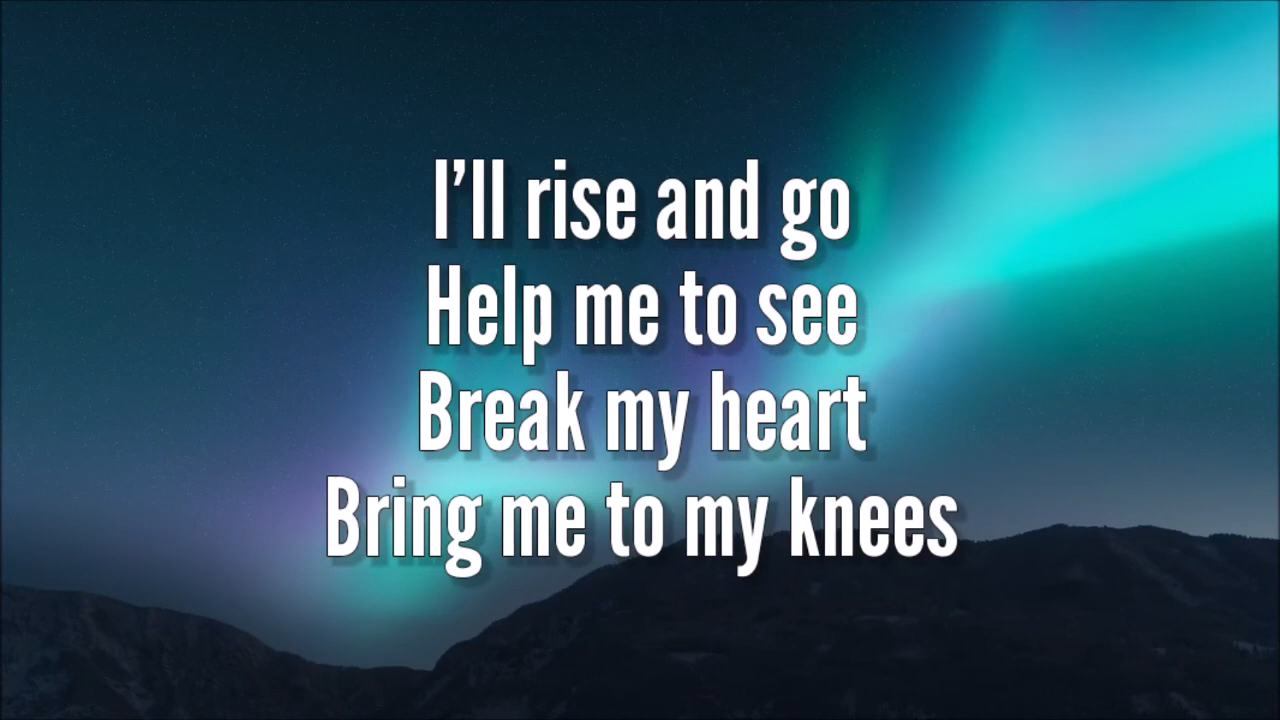 I’ll rise and go
Help me to see
Break my heart
Bring me to my knees